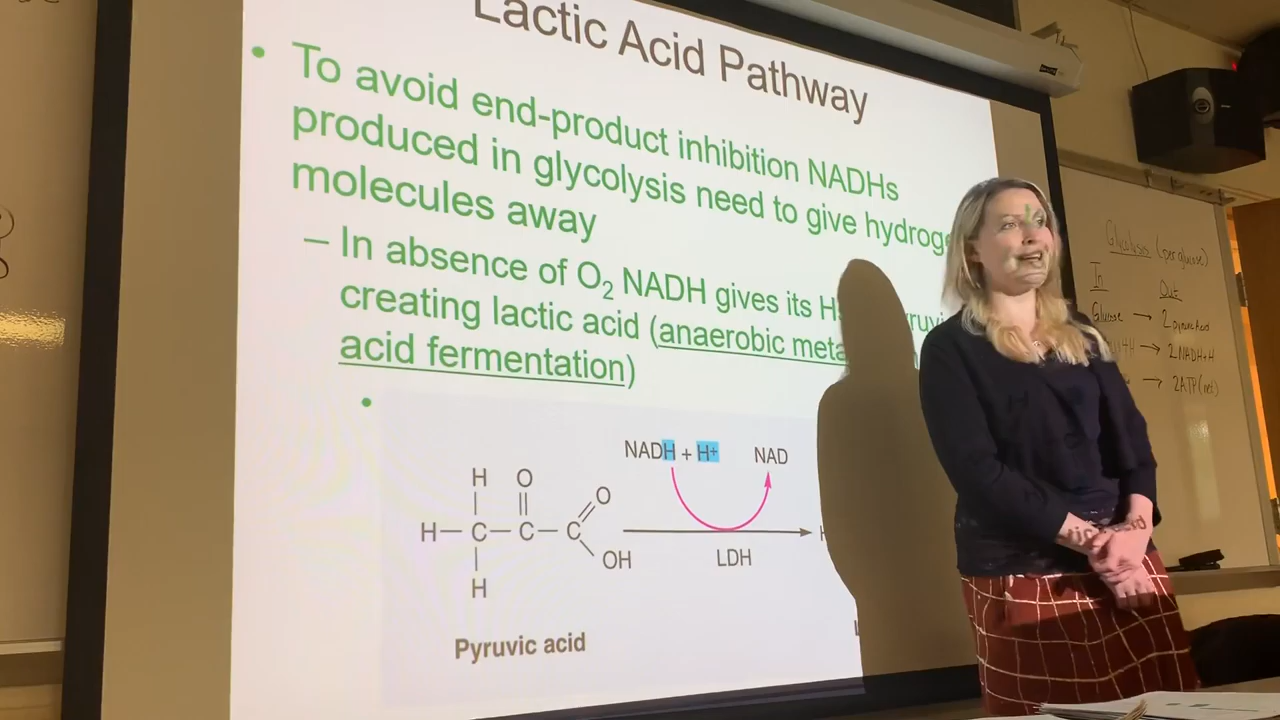 Lactic Acid Pathway
• To avoid end-product inhibition NADHs
produced in glycolysis need to give hydroge
molecules away
– In absence of O₂ NADH gives its H
creating lactic acid (anaerobic meta
acid fermentation)
•
NADH + H+ NAD
H O O
H–C–C–C
OH
H
LDH
Pyruvic acid
Glycolysis (per glucose)
In Out
Glucose → 2 pyruvic Acid
→ 2 NADH+H
→ 2 ATP (net)